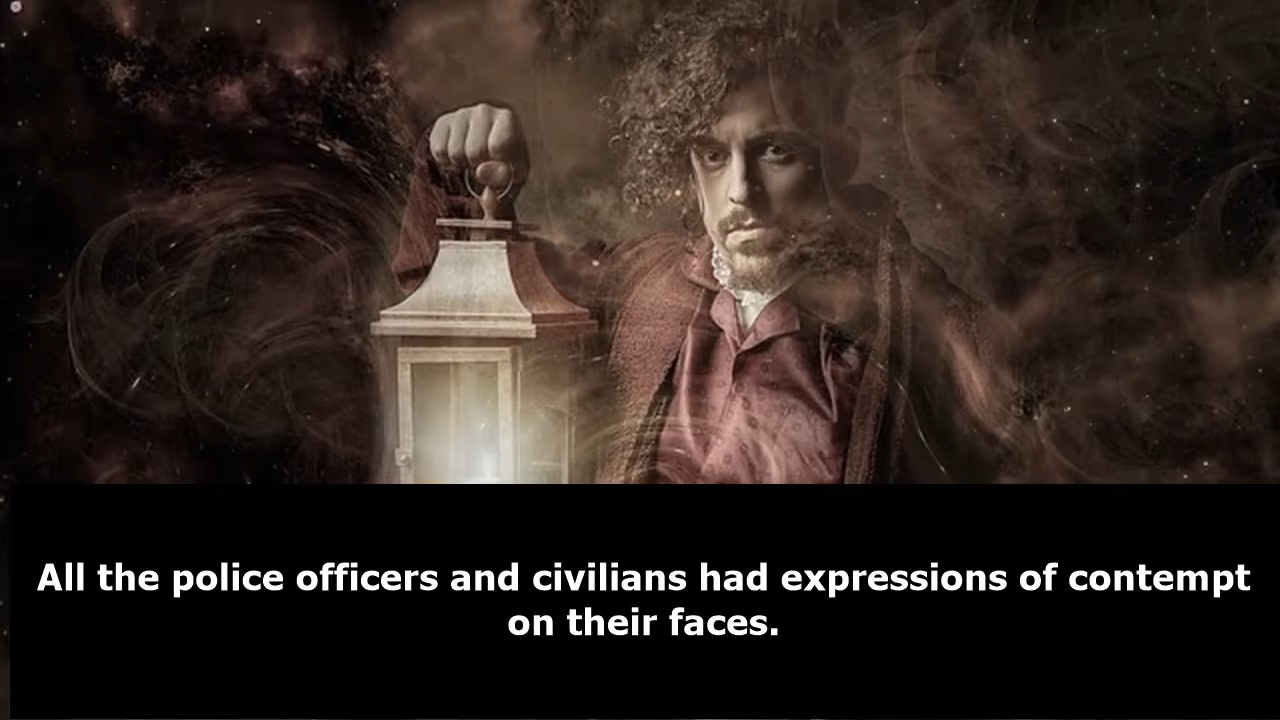 All the police officers and civilians had expressions of contempt
on their faces.